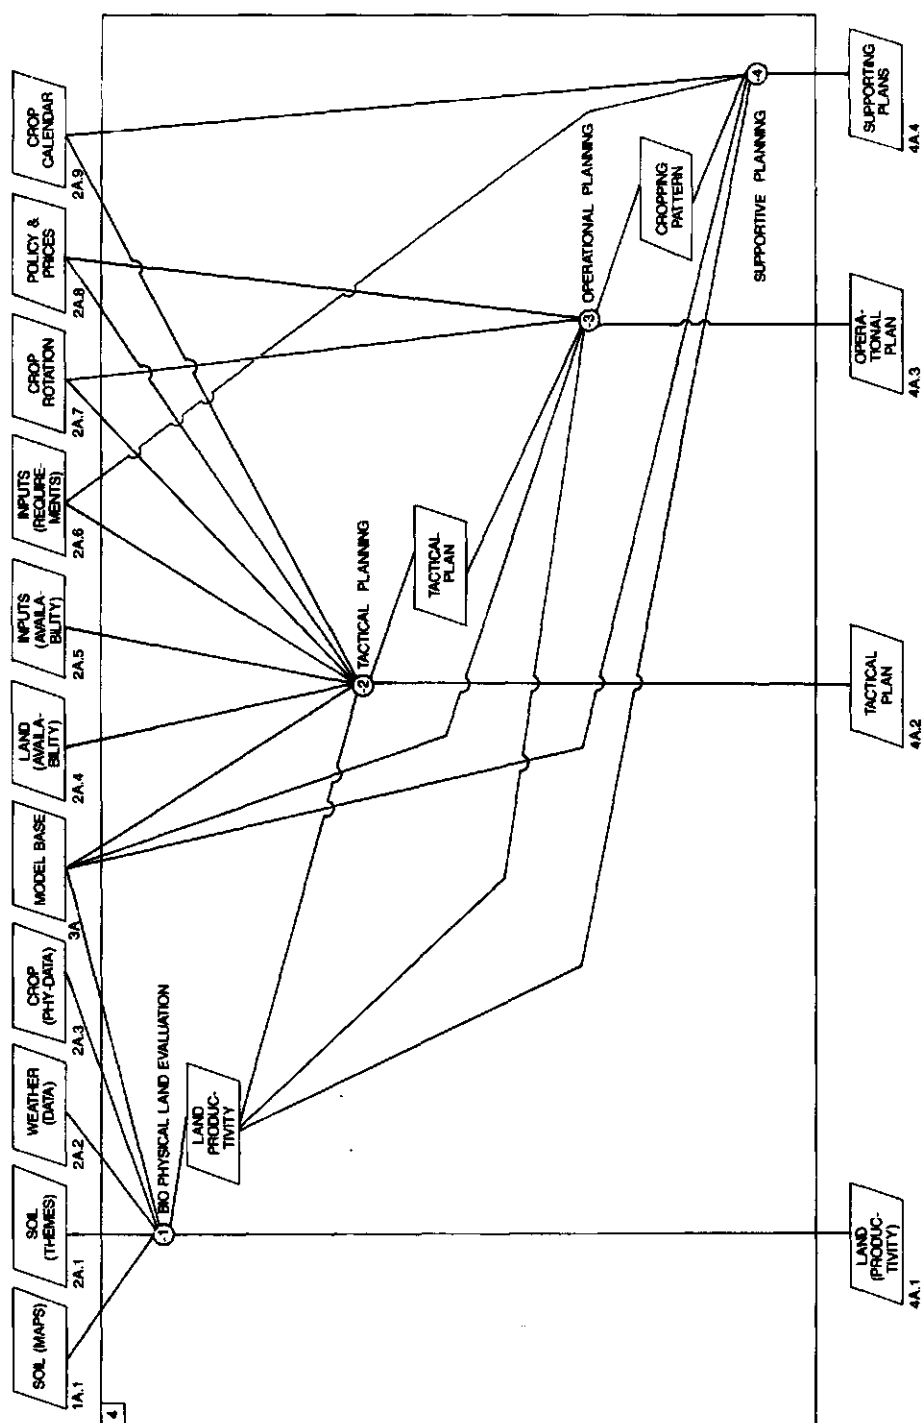 4
SOIL (MAPS)
1A.1
SOIL
(THEMES)
2A.1
WEATHER
(DATA)
2A.2
CROP
(PHY-DATA)
2A.3
MODEL BASE
3A
LAND
(AVAILA-
BILITY)
2A.4
INPUTS
(AVAILA-
BILITY)
2A.5
INPUTS
(REQUIRE-
MENTS)
2A.6
CROP
ROTATION
2A.7
POLICY &
PRICES
2A.8
CROP
CALENDAR
2A.9
-1
BIO PHYSICAL LAND EVALUATION
LAND
PRODUC-
TIVITY
-2
TACTICAL PLANNING
TACTICAL
PLAN
-3
OPERATIONAL PLANNING
CROPPING
PATTERN
-4
SUPPORTIVE PLANNING
LAND
(PRODUC-
TIVITY)
4A.1
TACTICAL
PLAN
4A.2
OPERA-
TIONAL
PLAN
4A.3
SUPPORTING
PLANS
4A.4